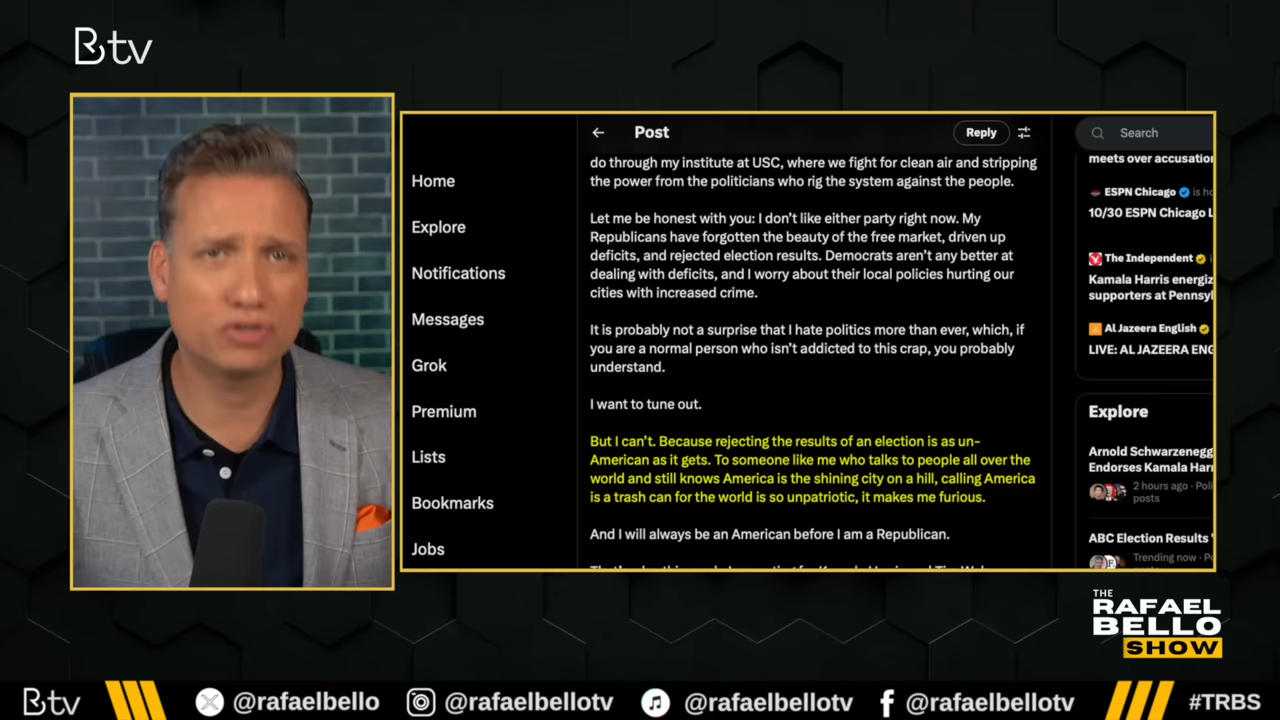 Btv
Post
Reply
Search
Home
Explore
Notifications
Messages
Grok
Premium
Lists
Bookmarks
Jobs
do through my institute at USC, where we fight for clean air and stripping
the power from the politicians who rig the system against the people.
Let me be honest with you: I don't like either party right now. My
Republicans have forgotten the beauty of the free market, driven up
deficits, and rejected election results. Democrats aren't any better at
dealing with deficits, and I worry about their local policies hurting our
cities with increased crime.
It is probably not a surprise that I hate politics more than ever, which, if
you are a normal person who isn't addicted to this crap, you probably
understand.
I want to tune out.
But I can't. Because rejecting the results of an election is as un-
American as it gets. To someone like me who talks to people all over the
world and still knows America is the shining city on a hill, calling America
is a trash can for the world is so unpatriotic, it makes me furious.
And I will always be an American before I am a Republican.
meets over accusation
ESPN Chicago is ho
10/30 ESPN Chicago L
The Independent
Kamala Harris energiz
supporters at Pennsyl
Al Jazeera English
LIVE: AL JAZEERA ENG
Explore
Arnold Schwarzenegg
Endorses Kamala Harr
2 hours ago · Poli
posts
ABC Election Results
Trending now · Po
THE
RAFAEL
BELLO
SHOW
Btv
@rafaelbello
@rafaelbellotv
@rafaelbellotv
@rafaelbellotv
#TRBS